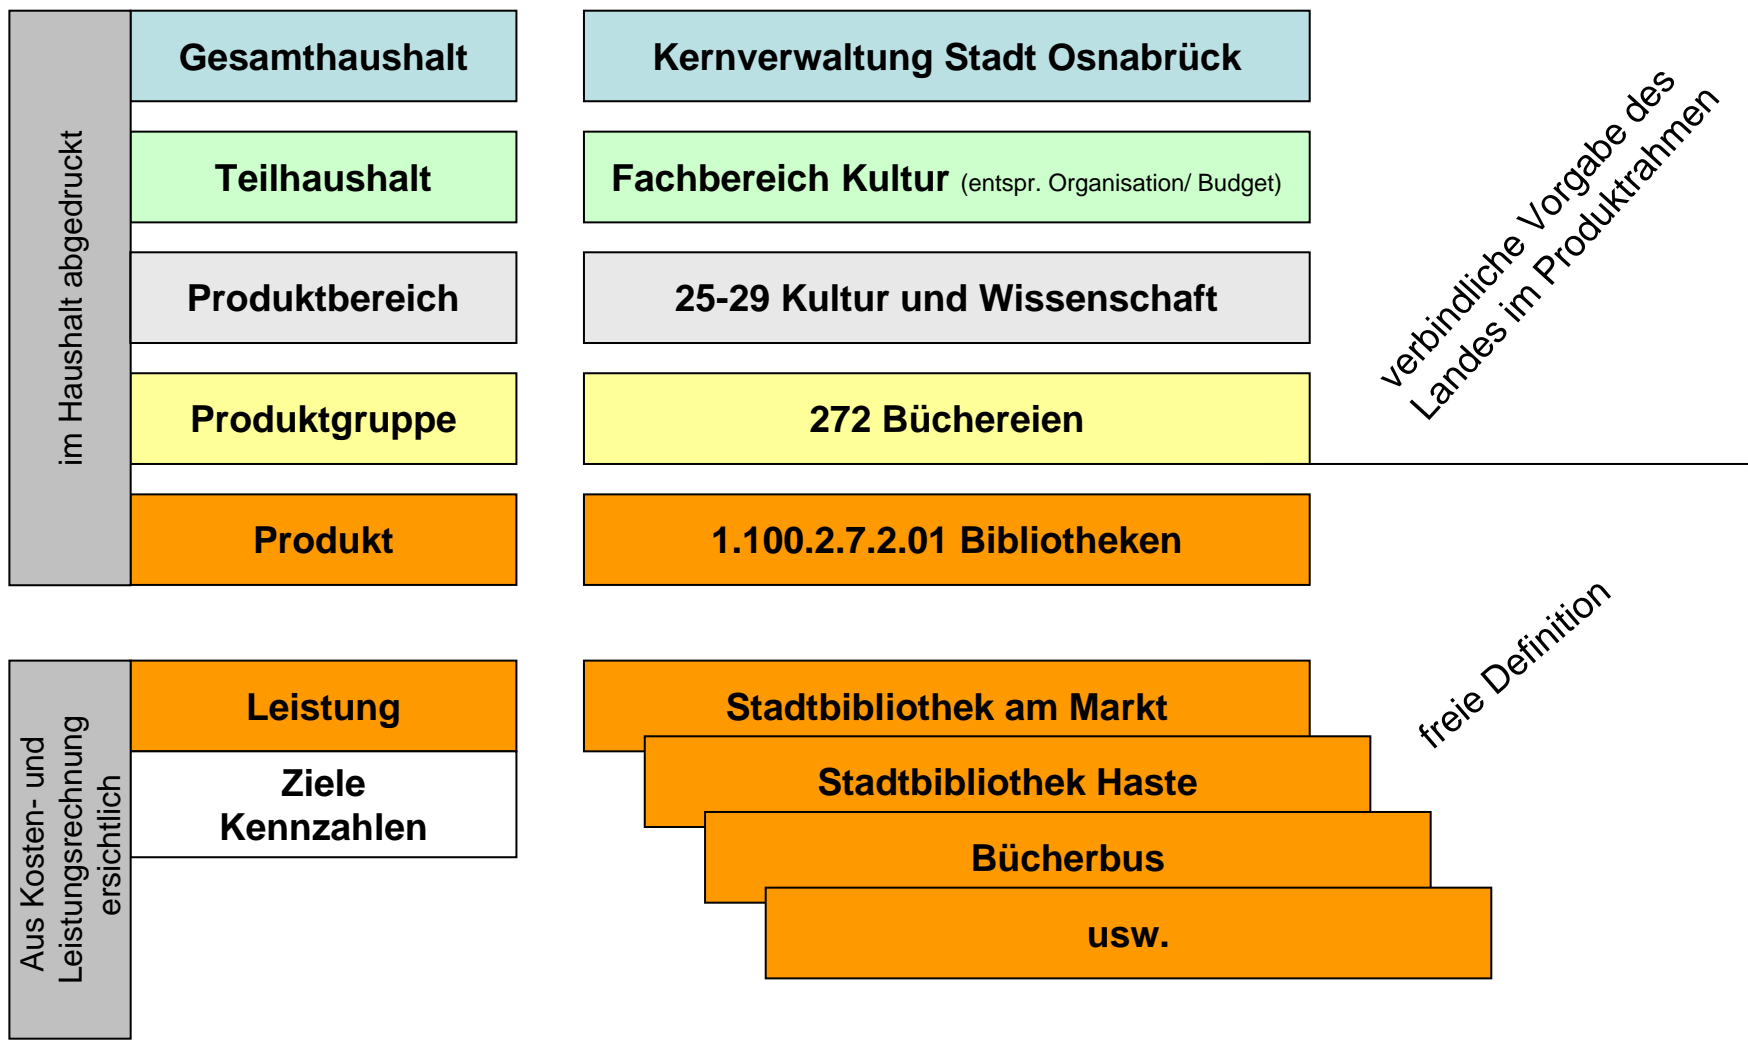 im Haushalt abgedruckt
Gesamthaushalt
Kernverwaltung Stadt Osnabrück
Teilhaushalt
Fachbereich Kultur (entspr. Organisation/ Budget)
Produktbereich
25-29 Kultur und Wissenschaft
Produktgruppe
272 Büchereien
verbindliche Vorgabe des
Landes im Produktrahmen
Produkt
1.100.2.7.2.01 Bibliotheken
Aus Kosten- und
Leistungsrechnung
ersichtlich
Leistung
Ziele
Kennzahlen
Stadtbibliothek am Markt
Stadtbibliothek Haste
Bücherbus
usw.
freie Definition